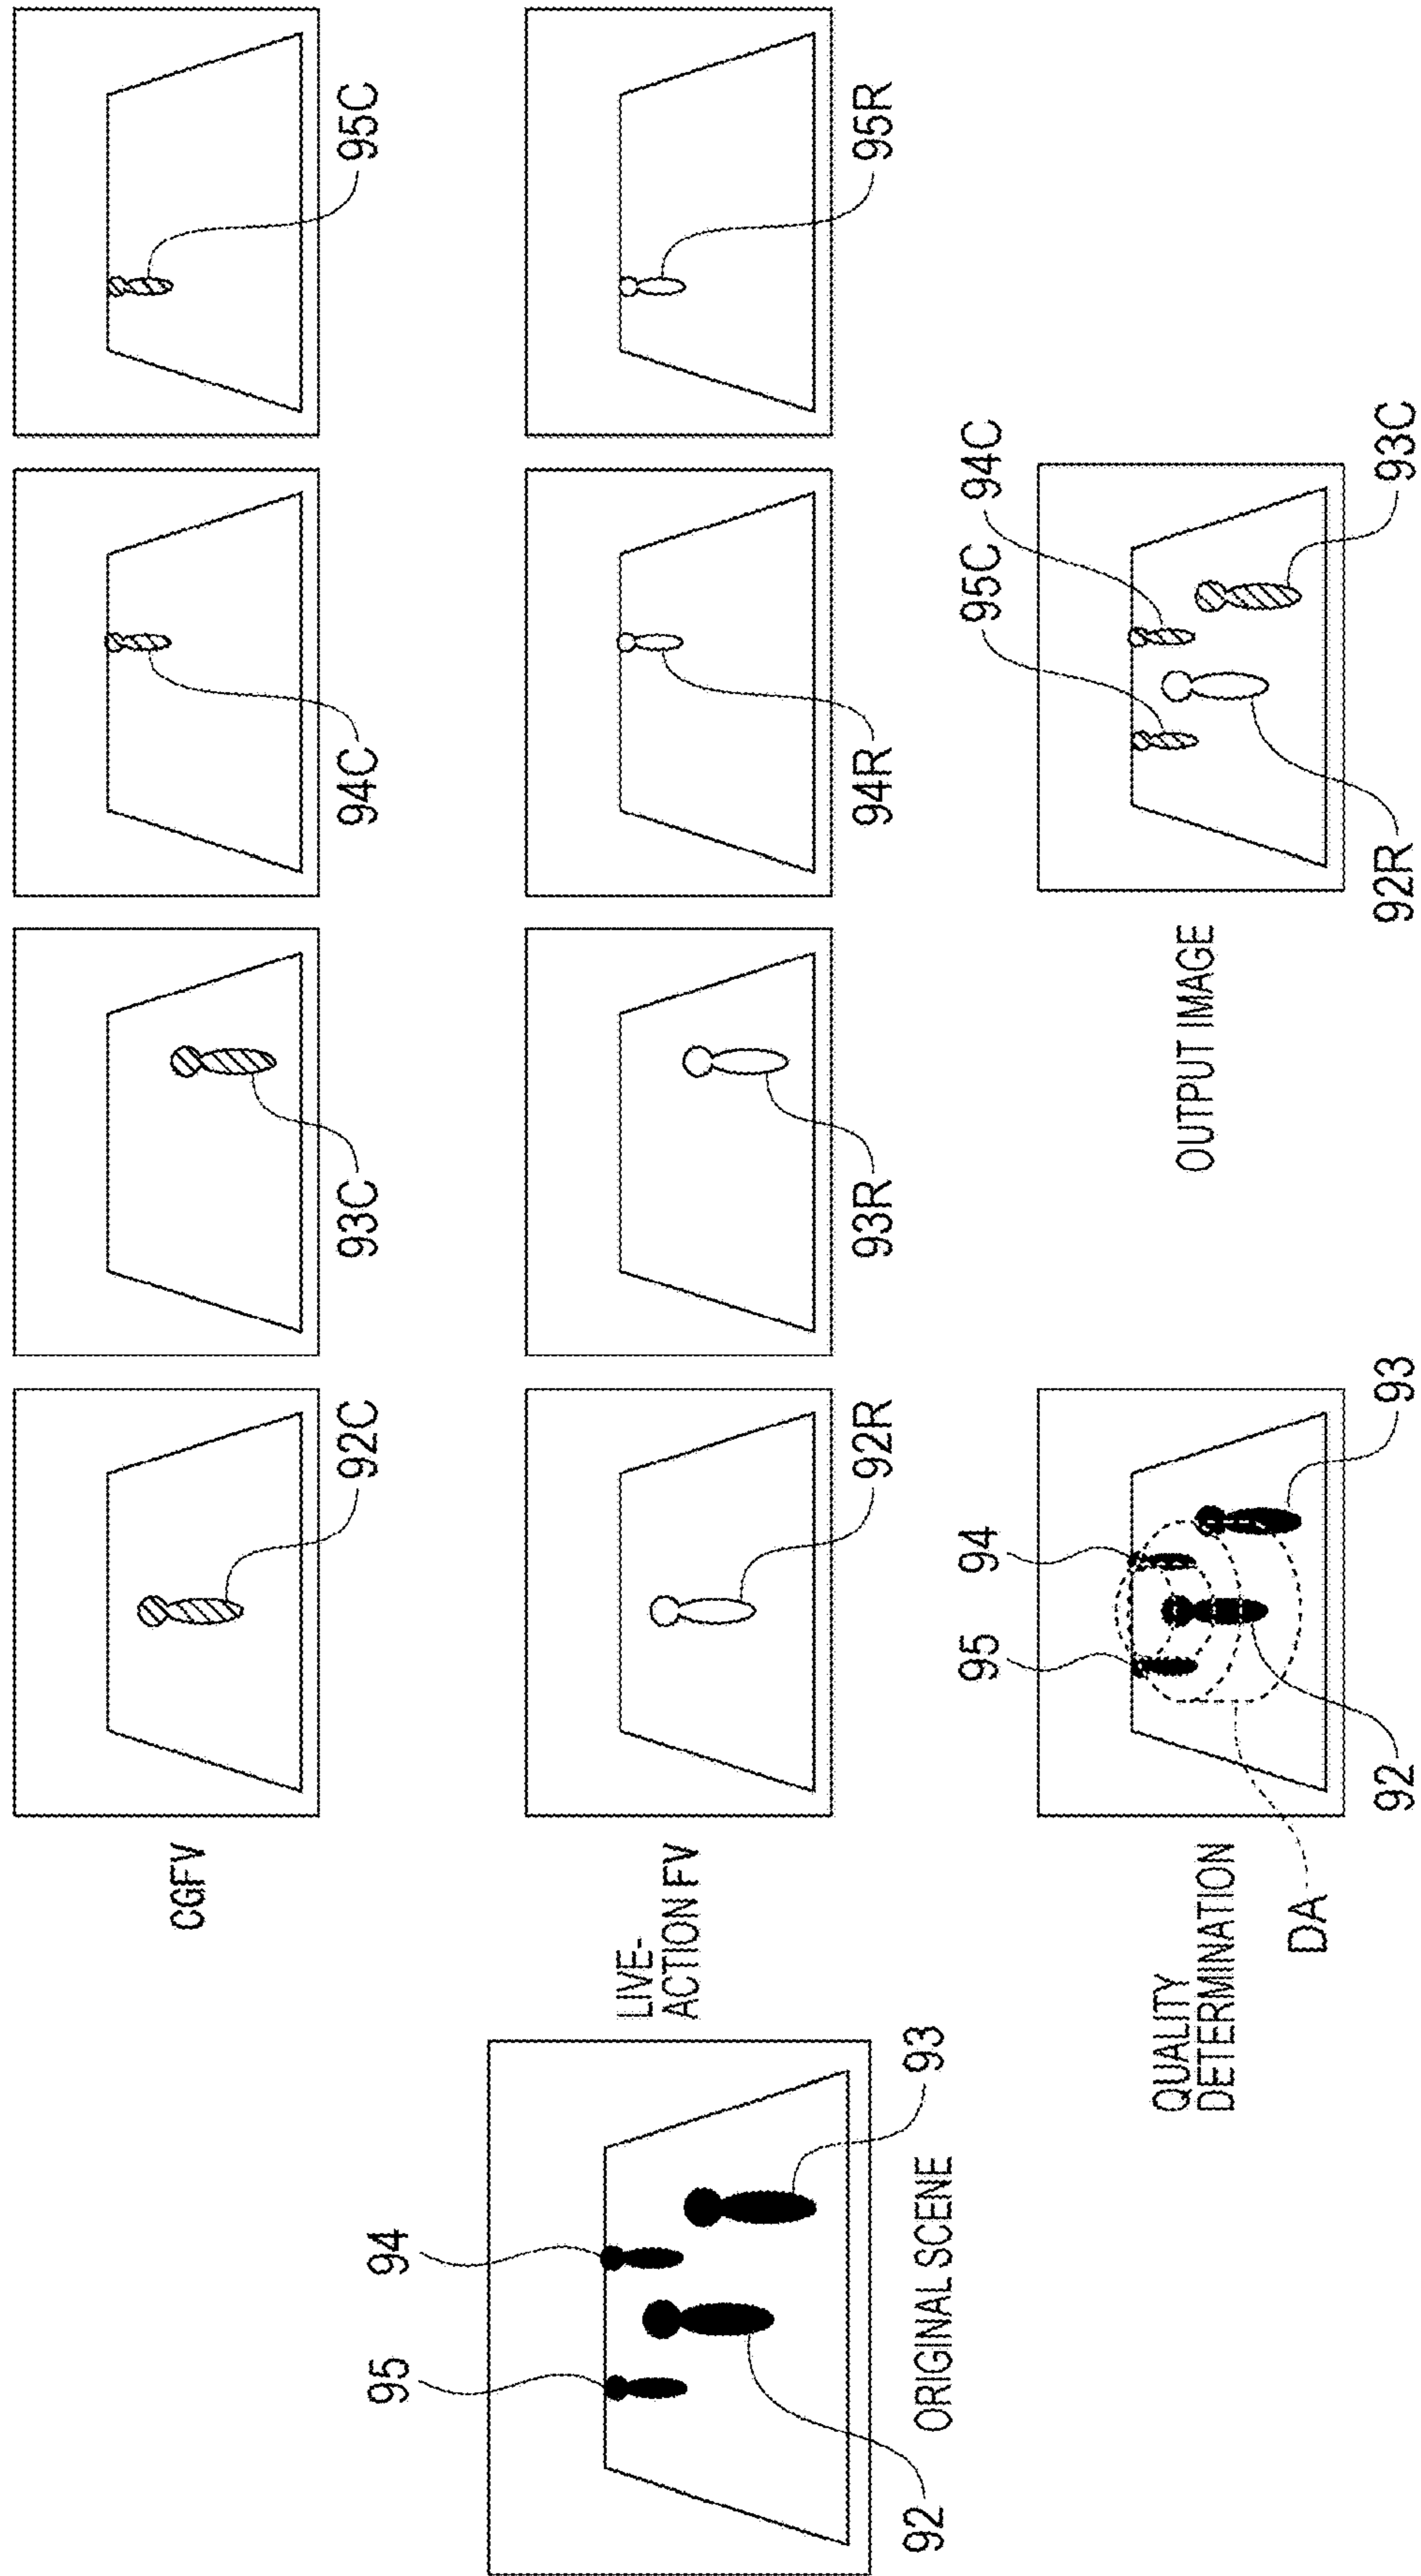 CGFV
92C
93C
94C
95C
95
94
92
93
ORIGINAL SCENE
LIVE-
ACTION FV
92R
93R
94R
95R
QUALITY
DETERMINATION
95
94
DA
92
93
OUTPUT IMAGE
95C
94C
92R
93C